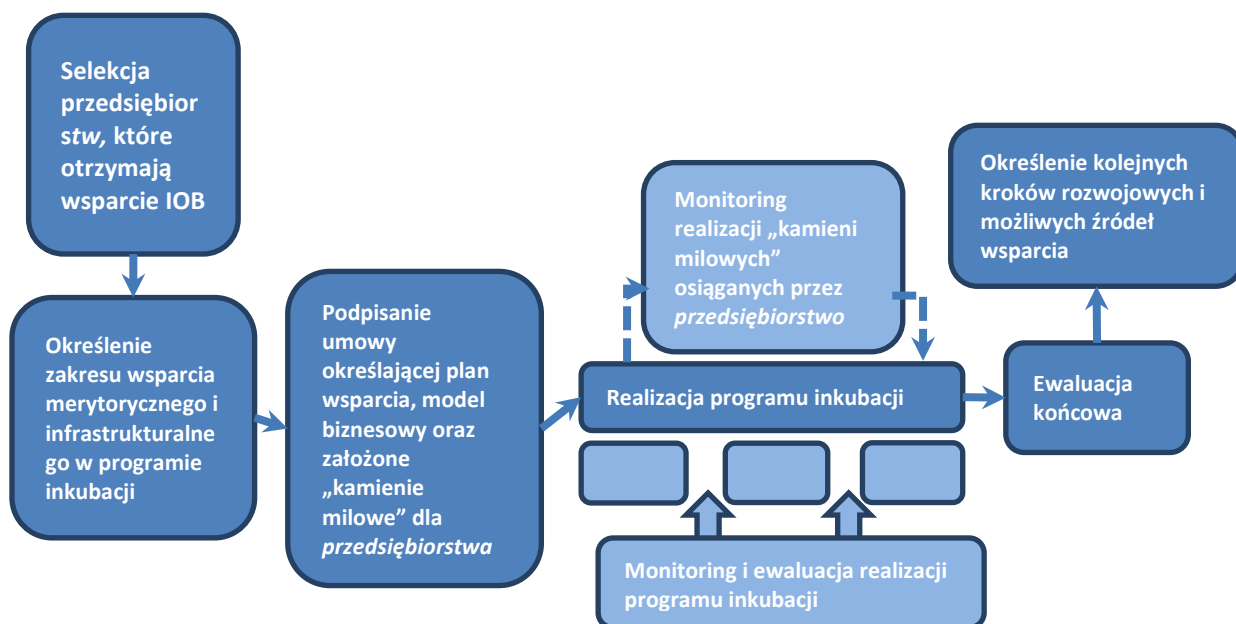 Selekcja
przedsiębior
stw, które
otrzymają
wsparcie IOB
Określenie
zakresu wsparcia
merytorycznego i
infrastrukturalne
go w programie
inkubacji
Podpisanie
umowy
określającej plan
wsparcia, model
biznesowy oraz
założone
„kamienie
milowe” dla
przedsiębiorstwa
Monitoring
realizacji „kamieni
milowych”
osiąganych przez
przedsiębiorstwo
Realizacja programu inkubacji
Monitoring i ewaluacja realizacji
programu inkubacji
Ewaluacja
końcowa
Określenie kolejnych
kroków rozwojowych i
możliwych źródeł
wsparcia